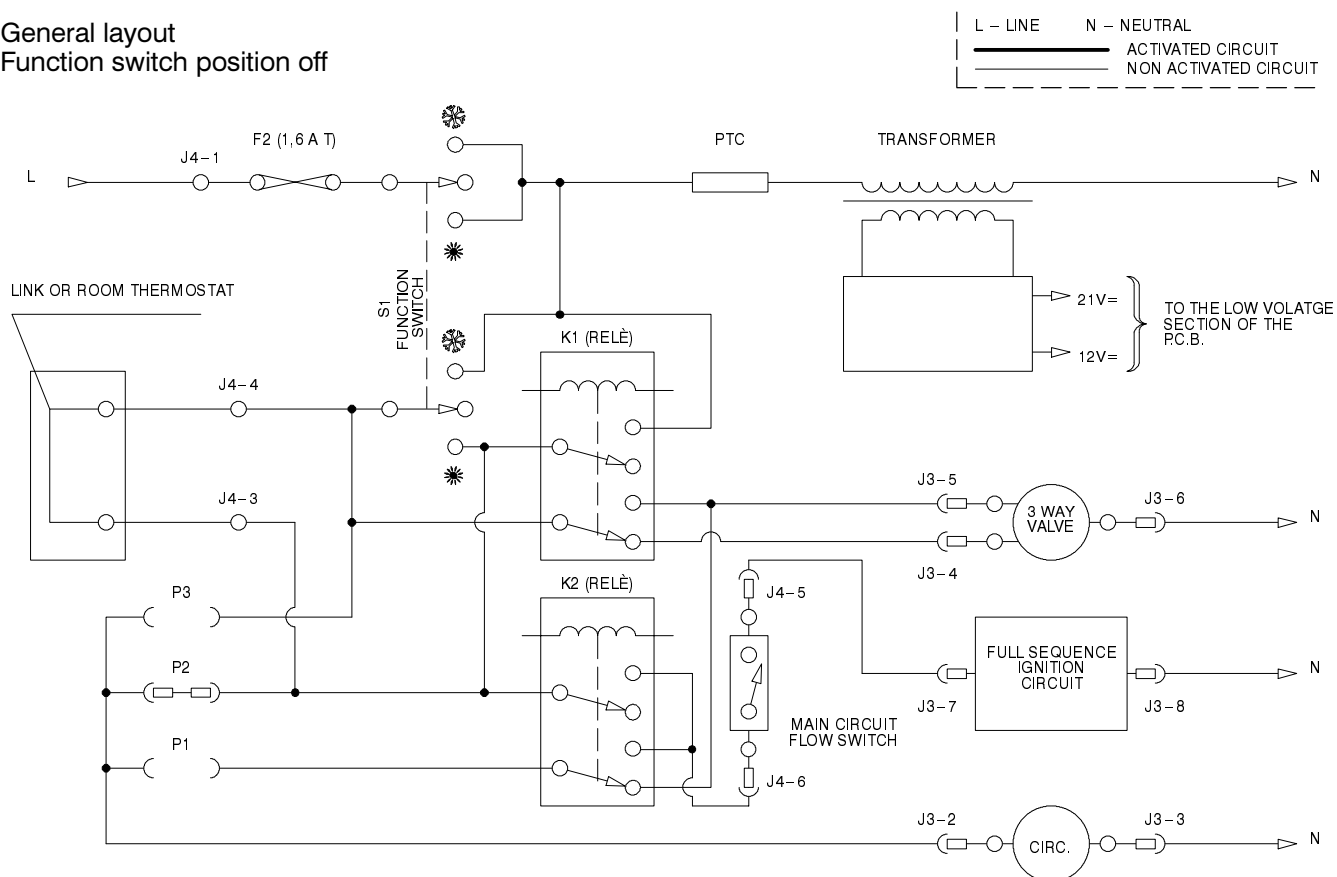 General layout
Function switch position off
L – LINE N – NEUTRAL
ACTIVATED CIRCUIT
NON ACTIVATED CIRCUIT
L
J4–1
F2 (1,6 A T)
PTC
TRANSFORMER
N
S1
FUNCTION
SWITCH
LINK OR ROOM THERMOSTAT
21V=
12V=
TO THE LOW VOLATGE
SECTION OF THE
P.C.B.
K1 (RELÈ)
J4–4
J4–3
J3–5
3 WAY
VALVE
J3–6
N
J3–4
K2 (RELÈ)
J4–5
P3
P2
P1
FULL SEQUENCE
IGNITION
CIRCUIT
N
J3–7
J3–8
MAIN CIRCUIT
FLOW SWITCH
J4–6
J3–2
CIRC.
J3–3
N